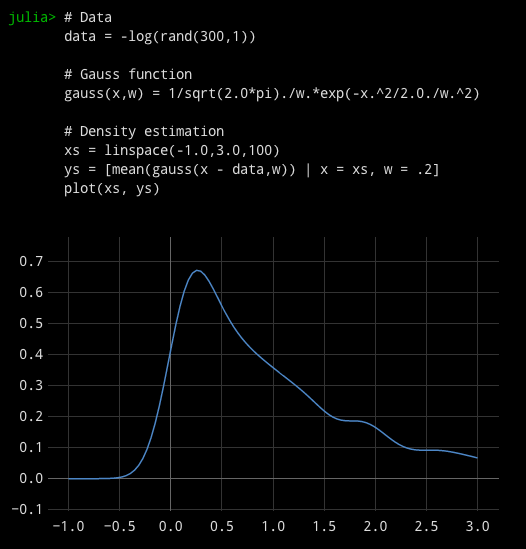 julia> # Data
data = -log(rand(300,1))
# Gauss function
gauss(x,w) = 1/sqrt(2.0*pi)./w.*exp(-x.^2/2.0./w.^2)
# Density estimation
xs = linspace(-1.0,3.0,100)
ys = [mean(gauss(x - data,w)) | x = xs, w = .2]
plot(xs, ys)
0.7
0.6
0.5
0.4
0.3
0.2
0.1
0.0
−0.1
−1.0 −0.5 0.0 0.5 1.0 1.5 2.0 2.5 3.0